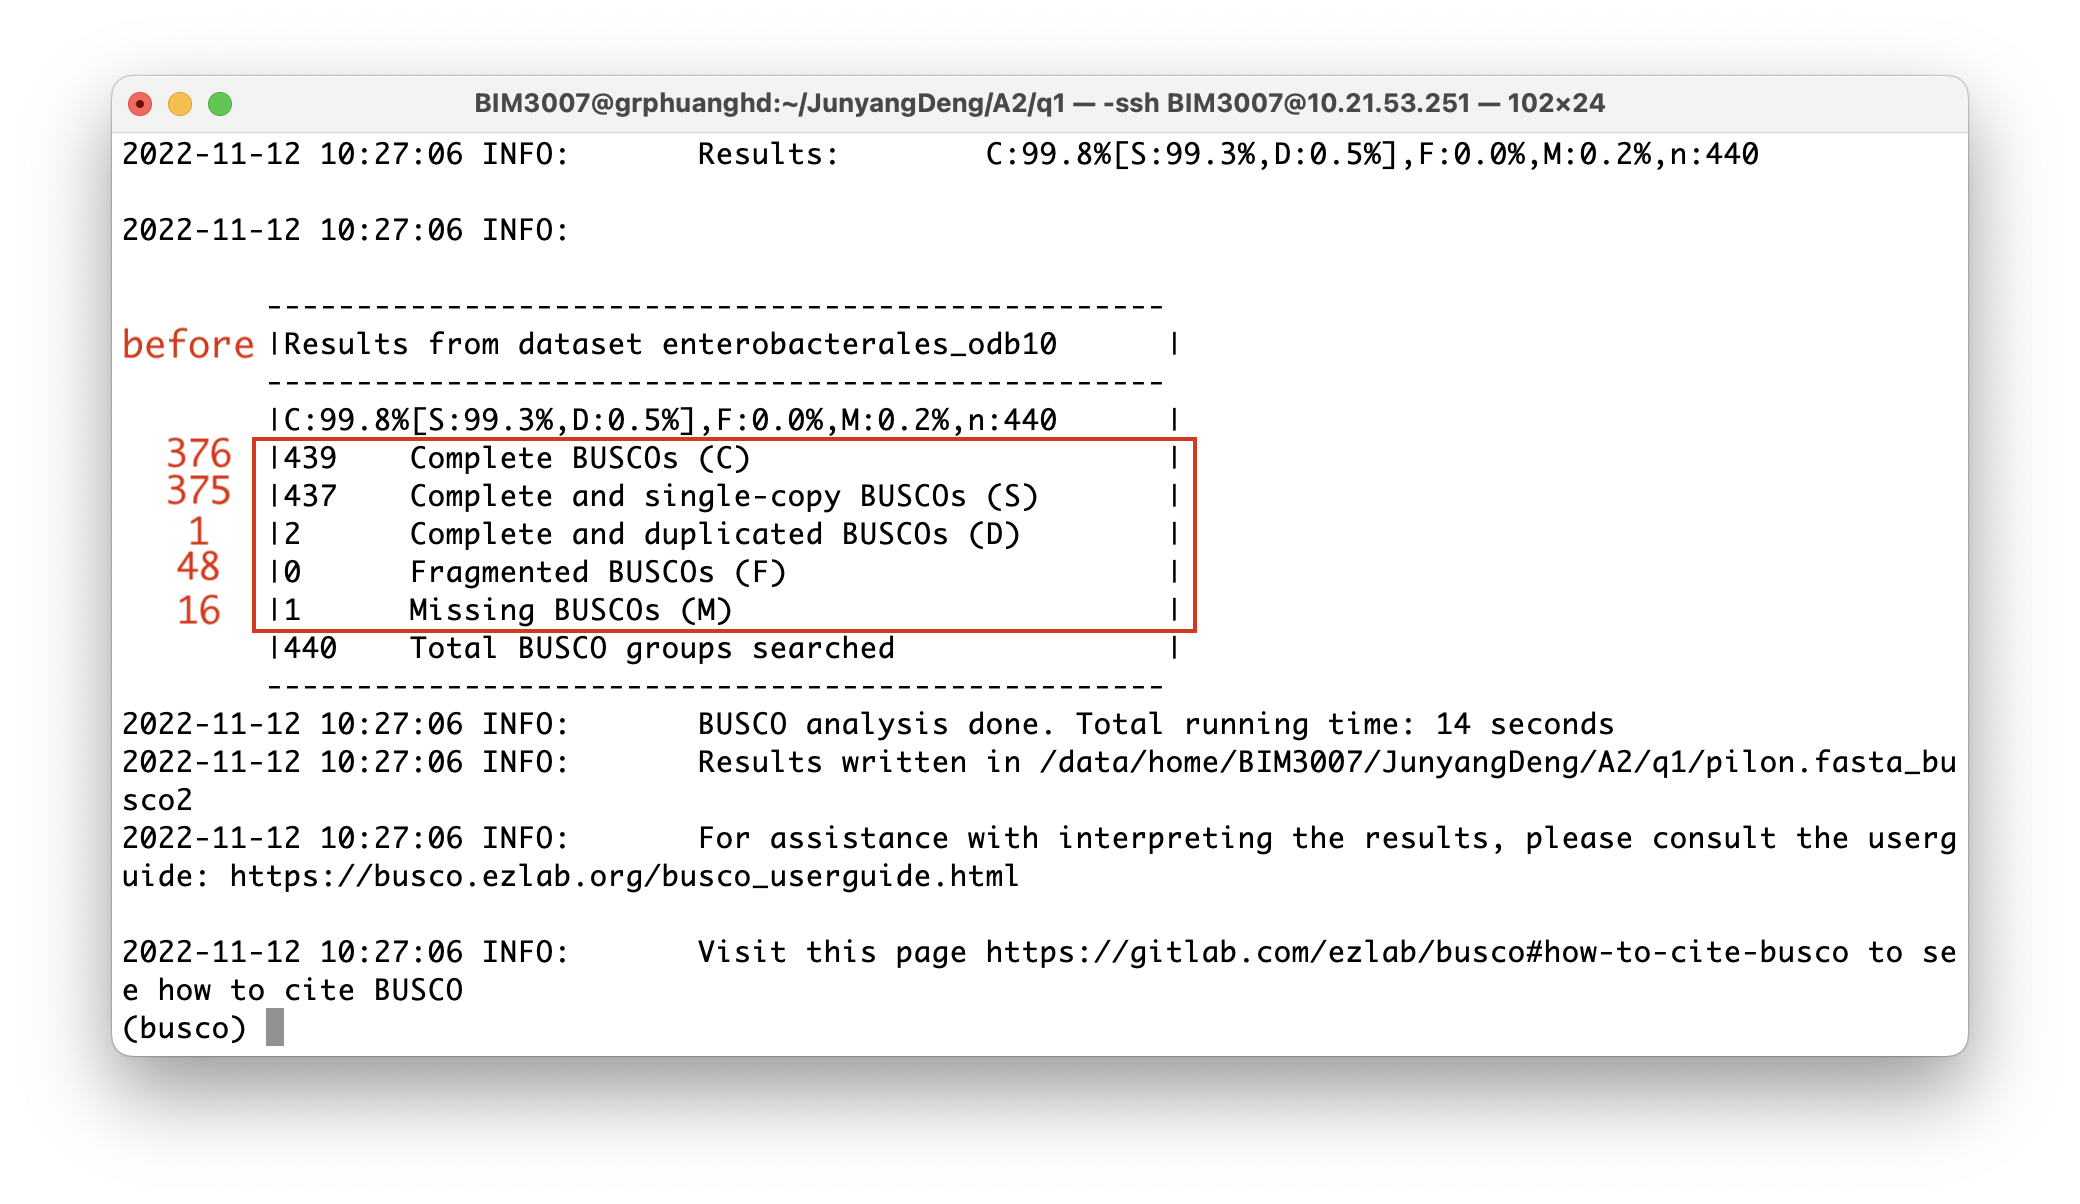 BIM3007@grphuanghd:~/JunyangDeng/A2/q1 — -ssh BIM3007@10.21.53.251 — 102×24
2022-11-12 10:27:06 INFO:       Results:        C:99.8%[S:99.3%,D:0.5%],F:0.0%,M:0.2%,n:440
2022-11-12 10:27:06 INFO:
--------------------------------------------------
before |Results from dataset enterobacterales_odb10      |
--------------------------------------------------
|C:99.8%[S:99.3%,D:0.5%],F:0.0%,M:0.2%,n:440      |
376 |439    Complete BUSCOs (C)                       |
375 |437    Complete and single-copy BUSCOs (S)       |
1 |2      Complete and duplicated BUSCOs (D)        |
48 |0      Fragmented BUSCOs (F)                     |
16 |1      Missing BUSCOs (M)                        |
|440    Total BUSCO groups searched               |
--------------------------------------------------
2022-11-12 10:27:06 INFO:       BUSCO analysis done. Total running time: 14 seconds
2022-11-12 10:27:06 INFO:       Results written in /data/home/BIM3007/JunyangDeng/A2/q1/pilon.fasta_bu
sco2
2022-11-12 10:27:06 INFO:       For assistance with interpreting the results, please consult the userg
uide: https://busco.ezlab.org/busco_userguide.html
2022-11-12 10:27:06 INFO:       Visit this page https://gitlab.com/ezlab/busco#how-to-cite-busco to se
e how to cite BUSCO
(busco)